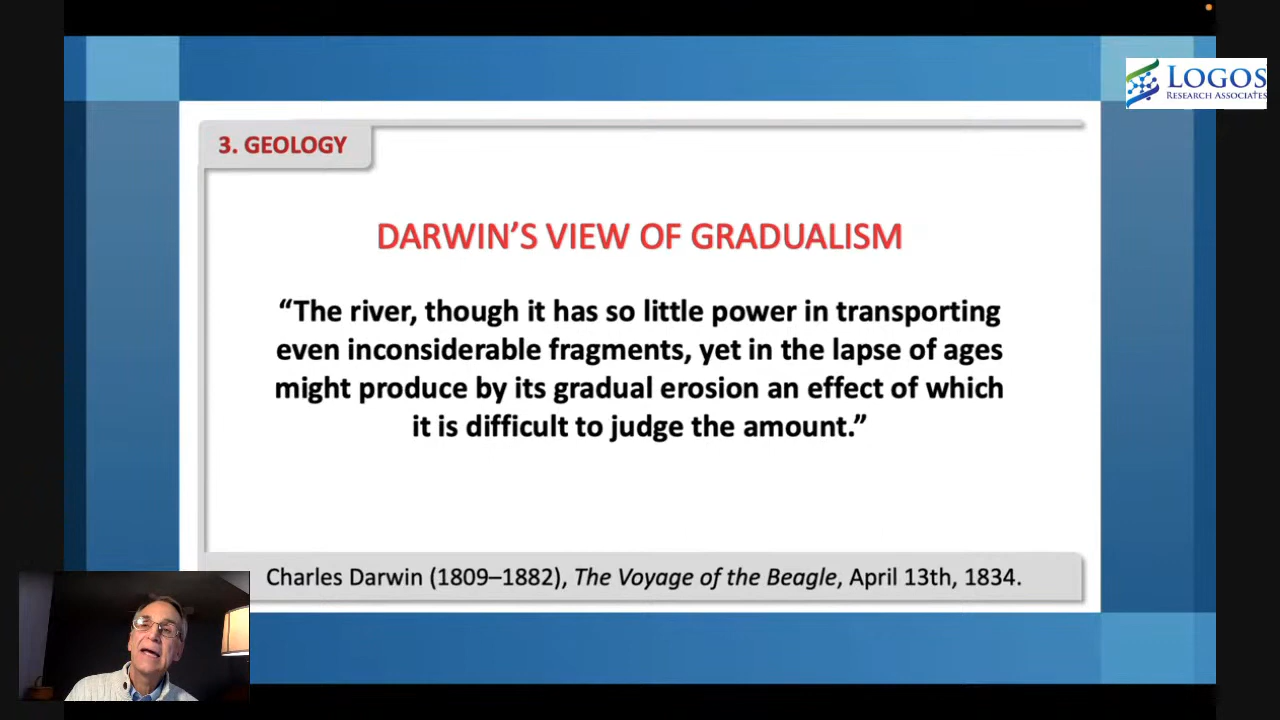 LOGOS
RESEARCH ASSOCIATES
3. GEOLOGY
DARWIN’S VIEW OF GRADUALISM
“The river, though it has so little power in transporting
even inconsiderable fragments, yet in the lapse of ages
might produce by its gradual erosion an effect of which
it is difficult to judge the amount.”
Charles Darwin (1809–1882), The Voyage of the Beagle, April 13th, 1834.